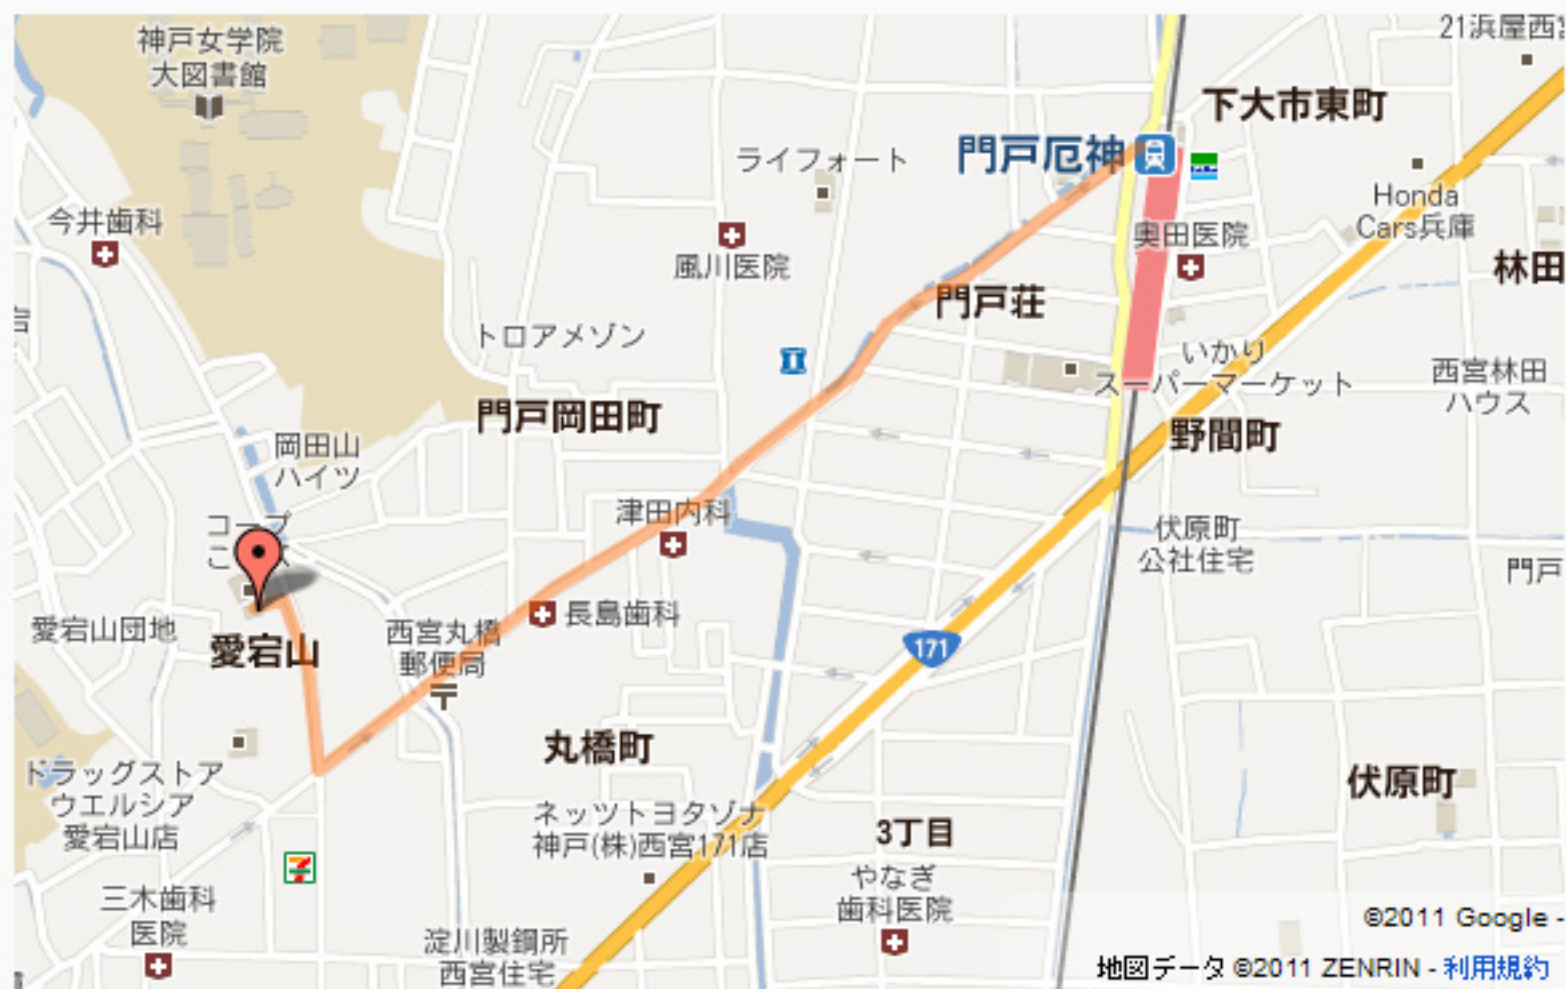 神戸女学院
大図書館
21浜屋西
下大市東町
門戸厄神
ライフォート
Honda
Cars兵庫
今井歯科
奥田医院
風川医院
林田
門戸荘
トロアメゾン
いかり
スーパーマーケット
西宮林田
ハウス
門戸岡田町
野間町
岡田山
ハイツ
津田内科
コープ
こ
伏原町
公社住宅
門戸
長島歯科
愛宕山団地
愛宕山
西宮丸橋
郵便局
171
丸橋町
ドラッグストア
ウエルシア
愛宕山店
伏原町
ネッツトヨタゾナ
神戸(株)西宮171店
3丁目
やなぎ
歯科医院
三木歯科
医院
淀川製鋼所
西宮住宅
©2011 Google -
地図データ ©2011 ZENRIN - 利用規約